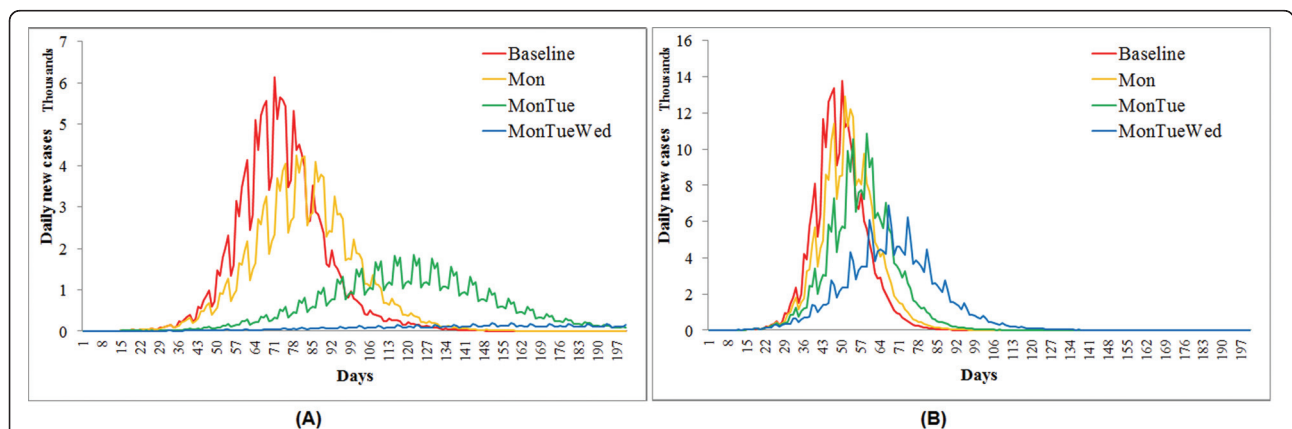 7
6
5
4
3
2
1
0
Thousands
Daily new cases
Baseline
Mon
MonTue
MonTueWed
1 8 15 22 29 36 43 50 57 64 71 78 85 92 99 106 113 120 127 134 141 148 155 162 169 176 183 190 197
Days
(A)
16
14
12
10
8
6
4
2
0
Thousands
Daily new cases
Baseline
Mon
MonTue
MonTueWed
1 8 15 22 29 36 43 50 57 64 71 78 85 92 99 106 113 120 127 134 141 148 155 162 169 176 183 190 197
Days
(B)